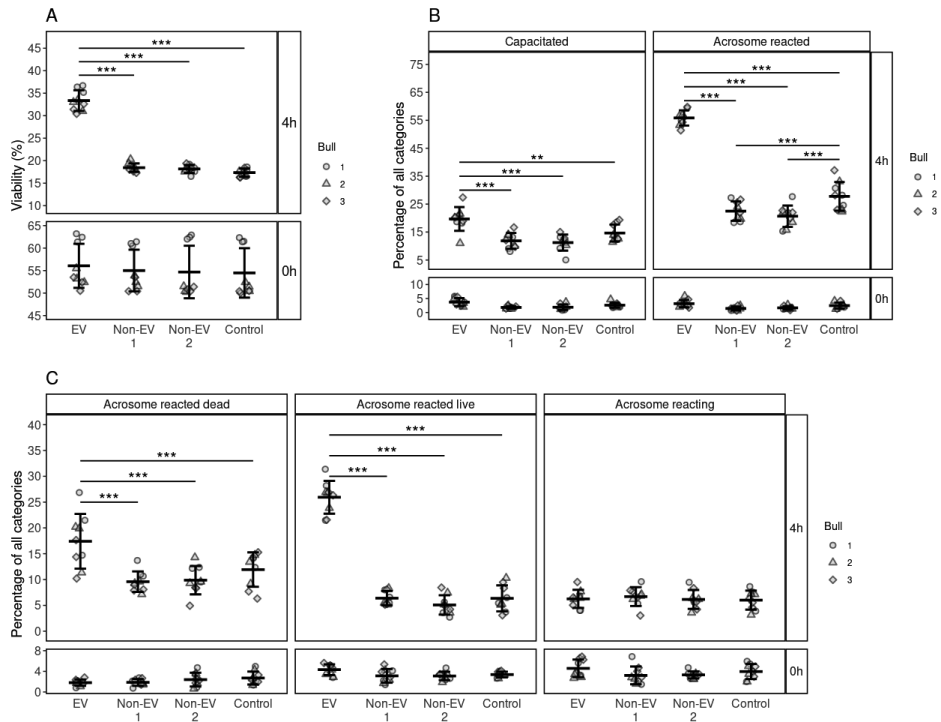 A
Viability (%)
45
40
35
30
25
20
15
10
***
***
***
4h
65
60
55
50
45
0h
EV
Non-EV
1
Non-EV
2
Control
Bull
1
2
3
B
Capacitated
Acrosome reacted
Percentage of all categories
75
65
55
45
35
25
15
5
**
***
***
***
***
***
***
***
4h
10
5
0
0h
EV
Non-EV
1
Non-EV
2
Control
EV
Non-EV
1
Non-EV
2
Control
Bull
1
2
3
C
Acrosome reacted dead
Acrosome reacted live
Acrosome reacting
Percentage of all categories
40
35
30
25
20
15
10
5
0
***
***
***
***
***
***
4h
8
4
0
0h
EV
Non-EV
1
Non-EV
2
Control
EV
Non-EV
1
Non-EV
2
Control
EV
Non-EV
1
Non-EV
2
Control
Bull
1
2
3